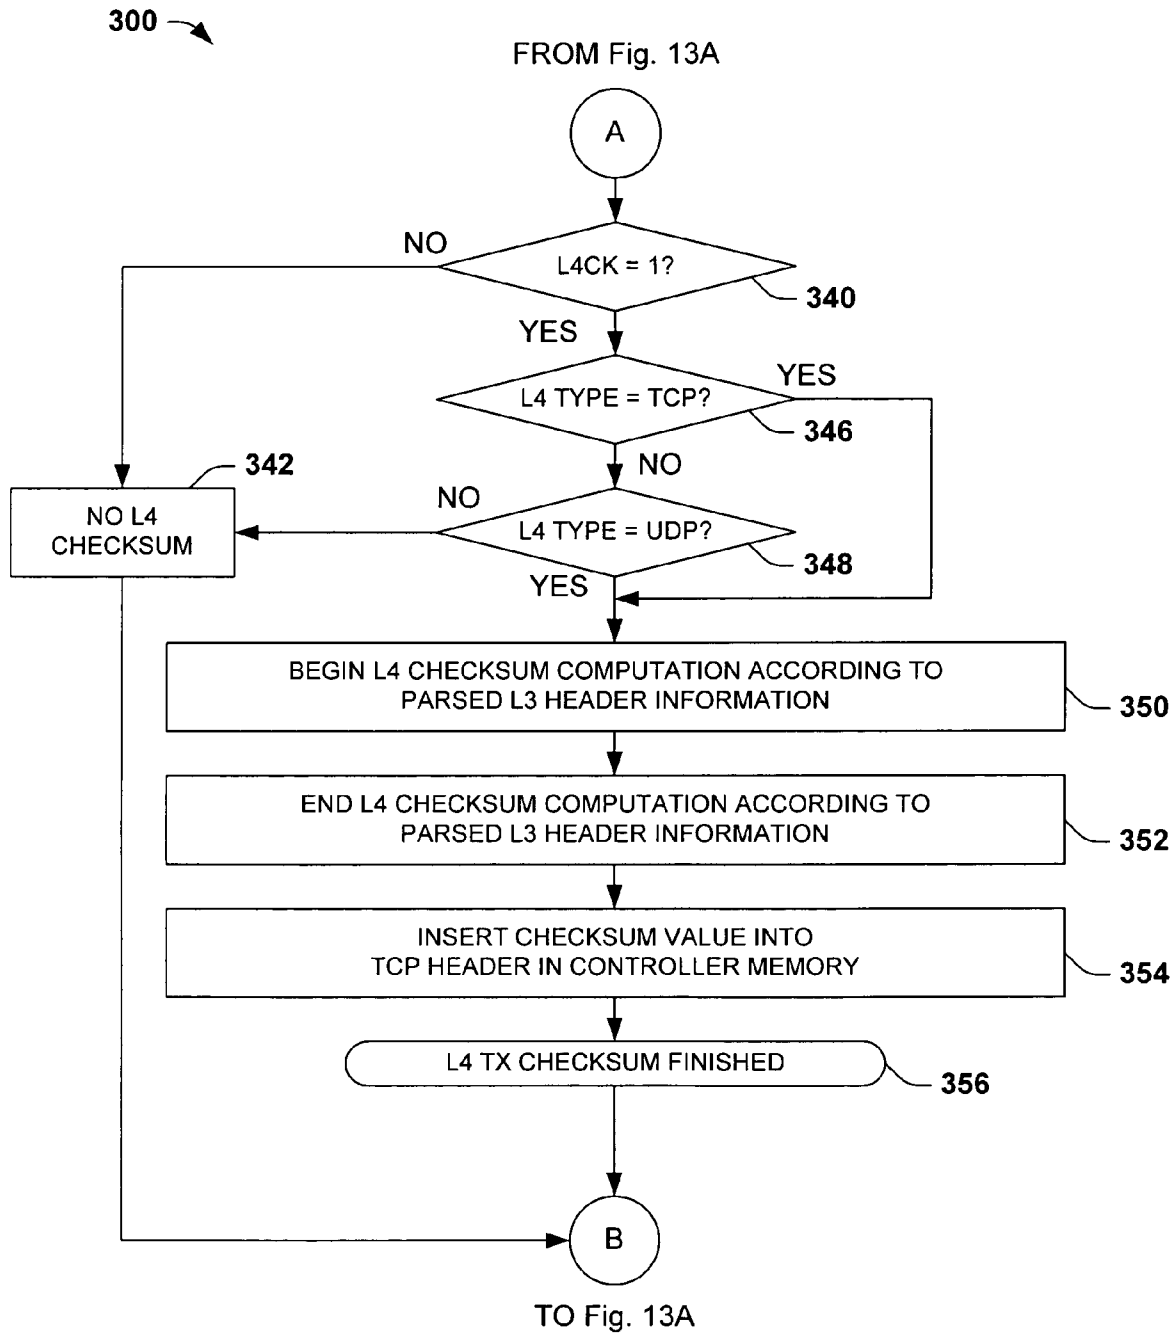 300
FROM Fig. 13A
A
NO
L4CK = 1?
340
YES
L4 TYPE = TCP?
YES
346
NO
342
NO L4
CHECKSUM
NO
L4 TYPE = UDP?
348
YES
BEGIN L4 CHECKSUM COMPUTATION ACCORDING TO
PARSED L3 HEADER INFORMATION
350
END L4 CHECKSUM COMPUTATION ACCORDING TO
PARSED L3 HEADER INFORMATION
352
INSERT CHECKSUM VALUE INTO
TCP HEADER IN CONTROLLER MEMORY
354
L4 TX CHECKSUM FINISHED
356
B
TO Fig. 13A